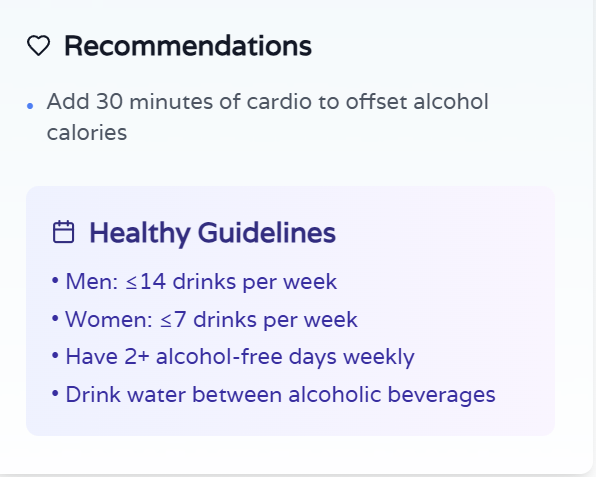 Recommendations
• Add 30 minutes of cardio to offset alcohol
calories
Healthy Guidelines
• Men: ≤14 drinks per week
• Women: ≤7 drinks per week
• Have 2+ alcohol-free days weekly
• Drink water between alcoholic beverages